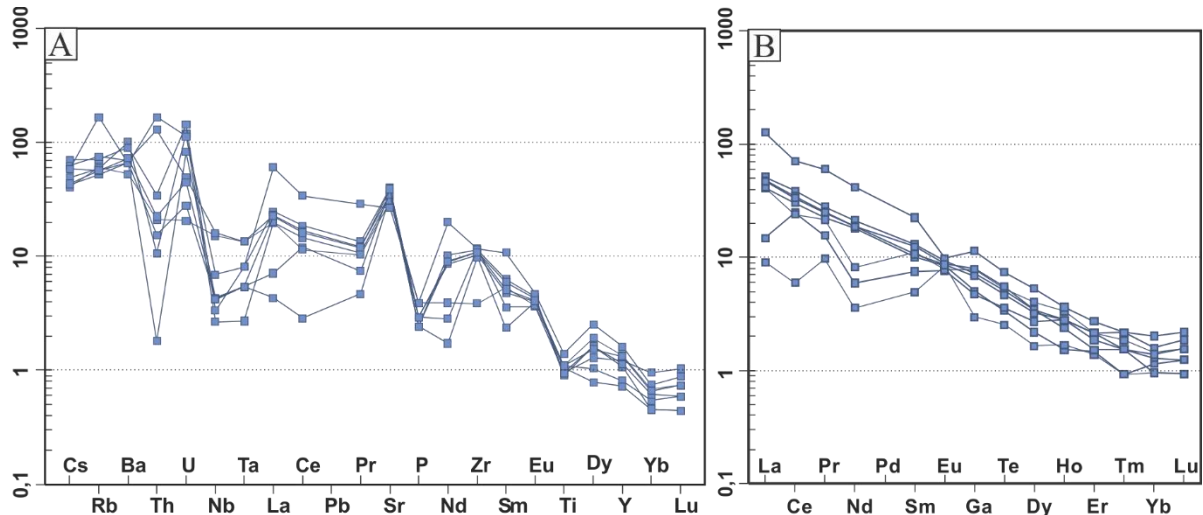 A
1000
100
10
1
0,1
Cs Ba U Ta Ce Pr P Zr Eu Dy Yb
Rb Th Nb La Pb Sr Nd Sm Ti Y Lu
B
1000
100
10
1
0,1
La Pr Pd Eu Te Ho Tm Lu
Ce Nd Sm Ga Dy Er Yb